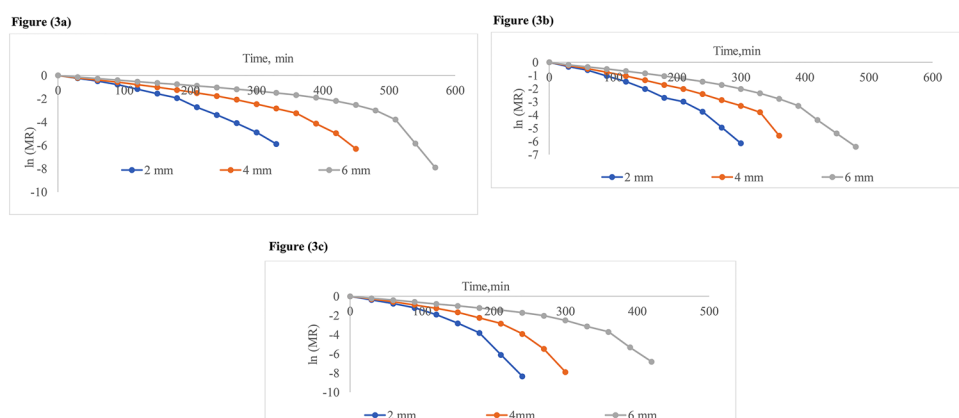 Figure (3a)
Time, min
0
100
200
300
400
500
600
0
-2
-4
-6
-8
-10
ln (MR)
2 mm
4 mm
6 mm
Figure (3b)
Time,min
0
100
200
300
400
500
600
0
-1
-2
-3
-4
-5
-6
-7
ln (MR)
2 mm
4 mm
6 mm
Figure (3c)
Time,min
0
100
200
300
400
500
0
-2
-4
-6
-8
-10
ln (MR)
2 mm
4mm
6 mm